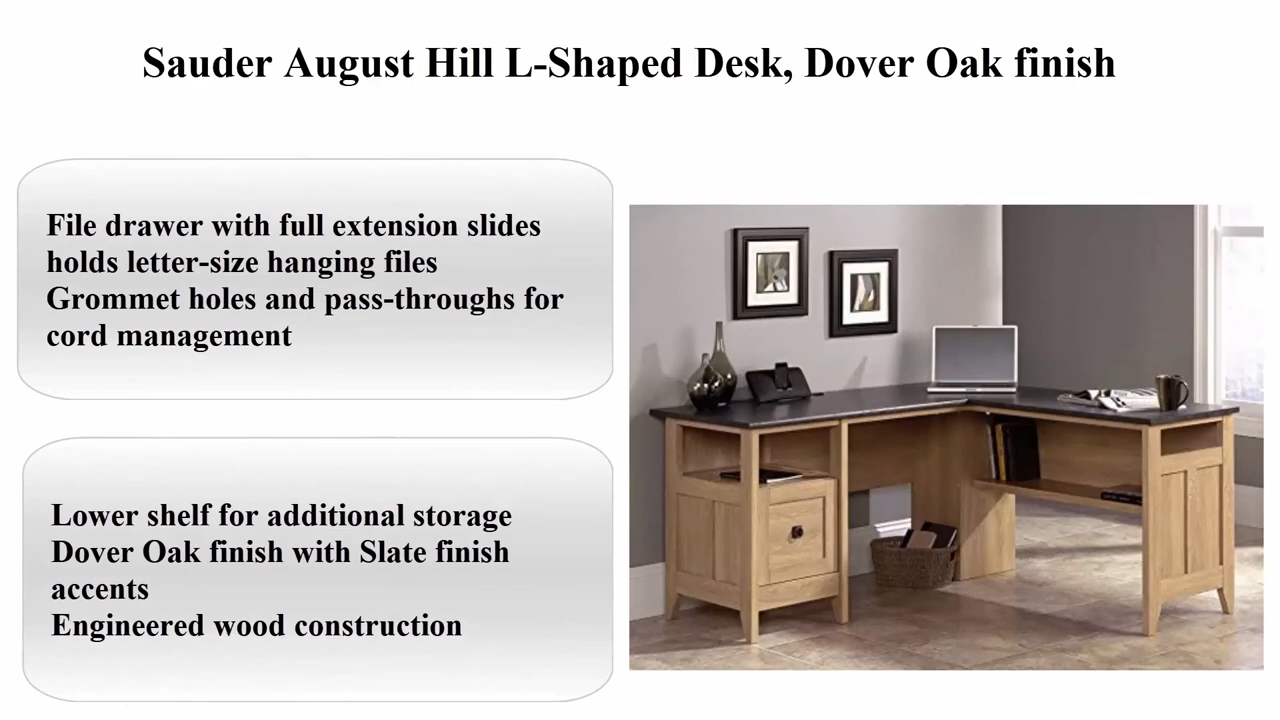 Sauder August Hill L-Shaped Desk, Dover Oak finish
File drawer with full extension slides
holds letter-size hanging files
Grommet holes and pass-throughs for
cord management
Lower shelf for additional storage
Dover Oak finish with Slate finish
accents
Engineered wood construction